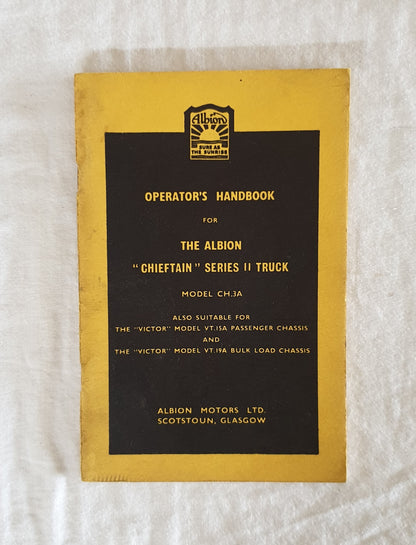 Albion
SURE AS
THE SUNRISE
OPERATOR'S HANDBOOK
FOR
THE ALBION
"CHIEFTAIN" SERIES II TRUCK
MODEL CH.3A
ALSO SUITABLE FOR
THE "VICTOR" MODEL VT.15A PASSENGER CHASSIS
AND
THE "VICTOR" MODEL VT.19A BULK LOAD CHASSIS
ALBION MOTORS LTD.
SCOTSTOUN, GLASGOW